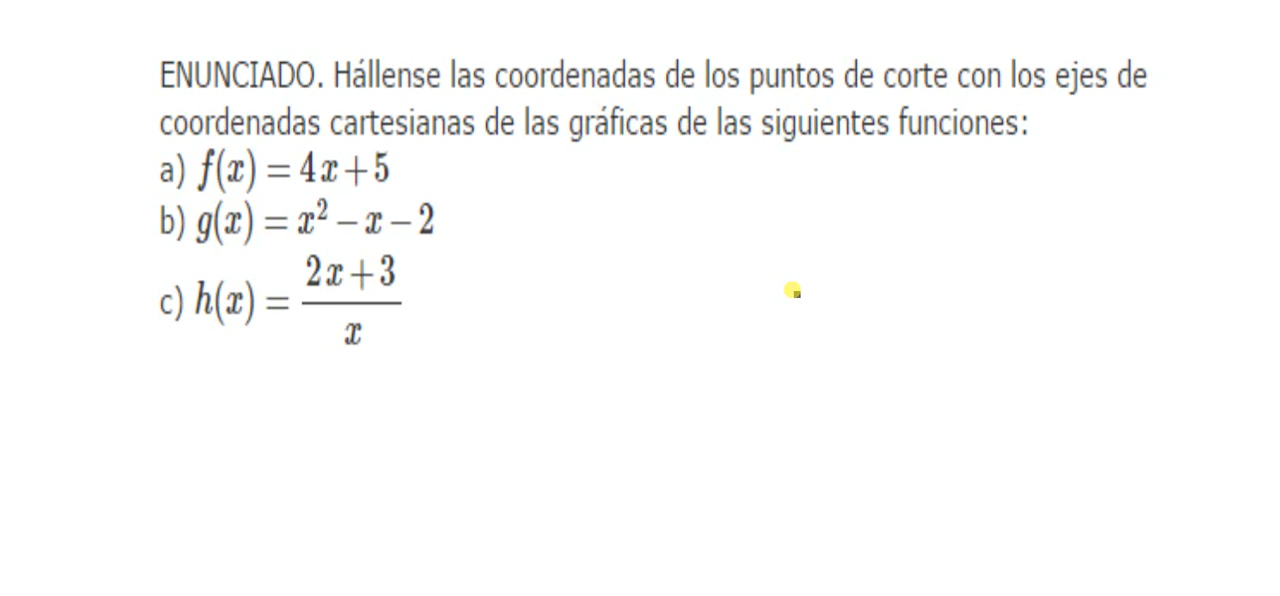 ENUNCIADO. Hállense las coordenadas de los puntos de corte con los ejes de
coordenadas cartesianas de las gráficas de las siguientes funciones:
a) f(x) = 4x+5
b) g(x) = x² − x − 2
c) h(x) = (2x+3)/x